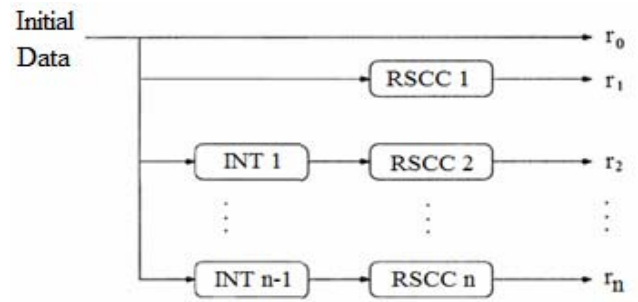 Initial
Data
r0
RSCC 1
r1
INT 1
RSCC 2
r2
INT n-1
RSCC n
rn